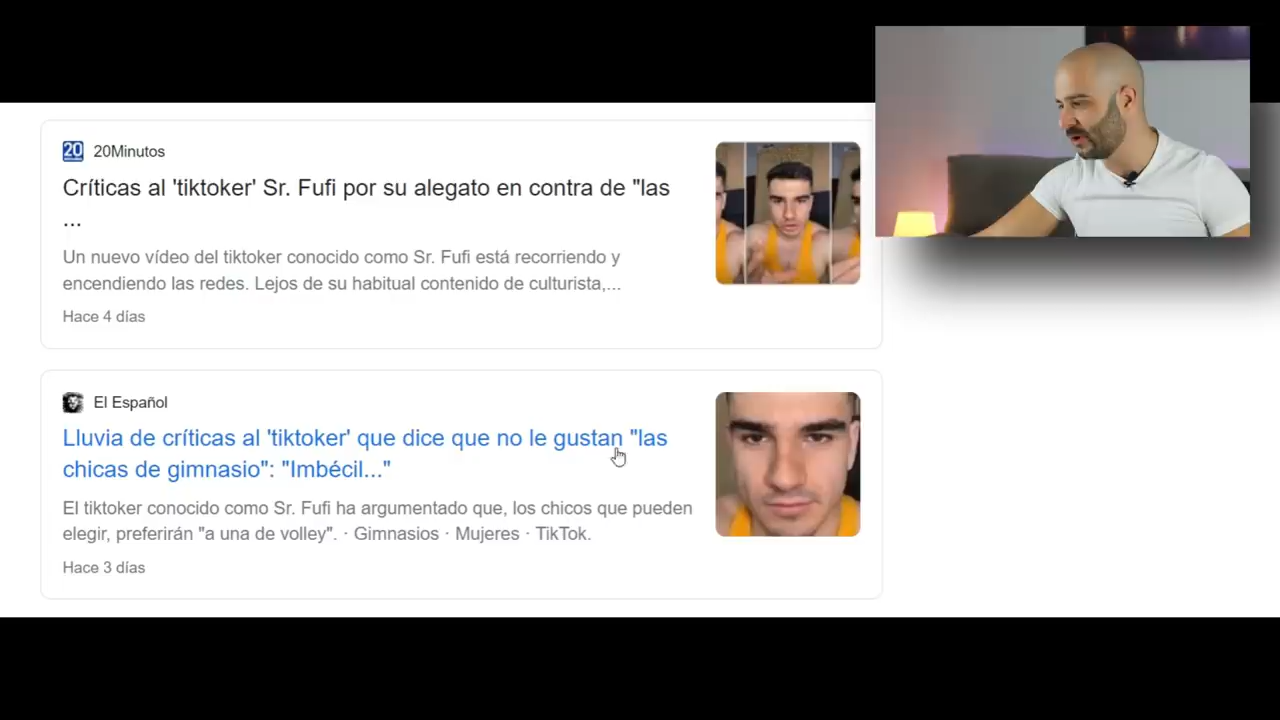 20Minutos
Críticas al 'tiktoker' Sr. Fufi por su alegato en contra de "las
...
Un nuevo vídeo del tiktoker conocido como Sr. Fufi está recorriendo y
encendiendo las redes. Lejos de su habitual contenido de culturista,...
Hace 4 días
El Español
Lluvia de críticas al 'tiktoker' que dice que no le gustan "las
chicas de gimnasio": "Imbécil..."
El tiktoker conocido como Sr. Fufi ha argumentado que, los chicos que pueden
elegir, preferirán "a una de volley". · Gimnasios · Mujeres · TikTok.
Hace 3 días